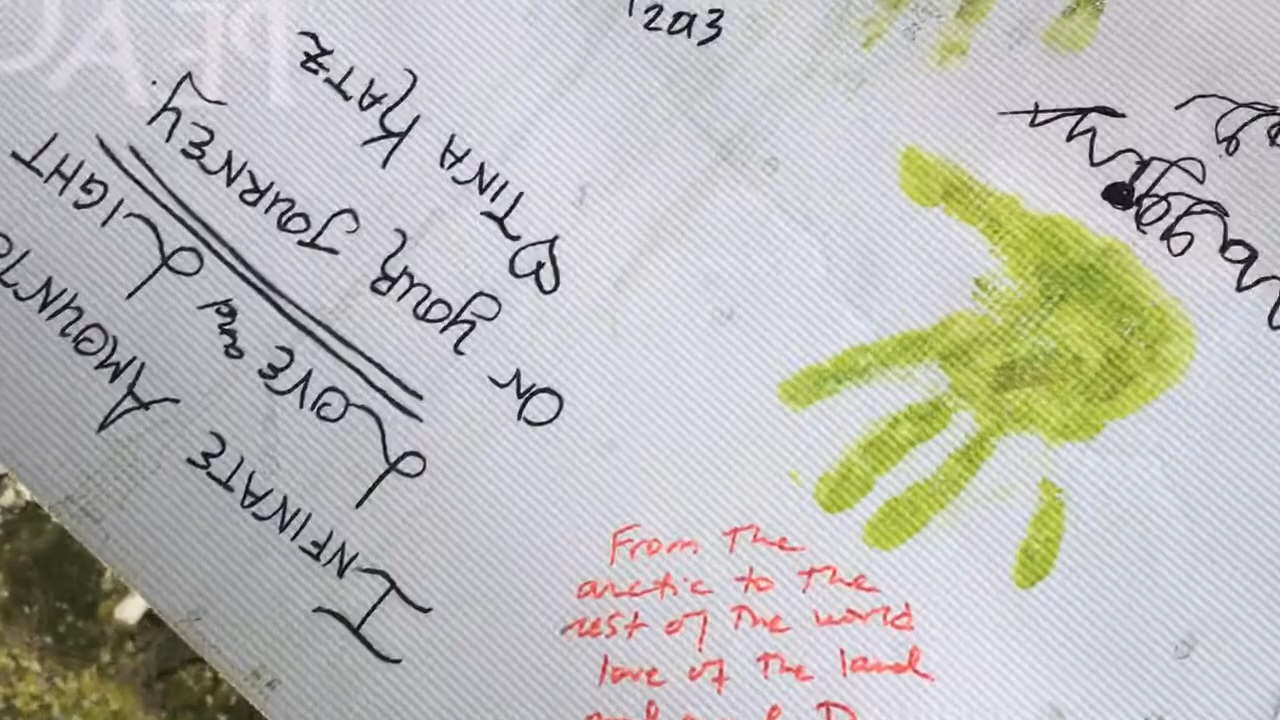 2a3
INFINATE AMOUNTS
LOVE and LIGHT
ON YOUR JOURNEY
TINA KATZ
From The
arctic to the
rest of the world
love of the land